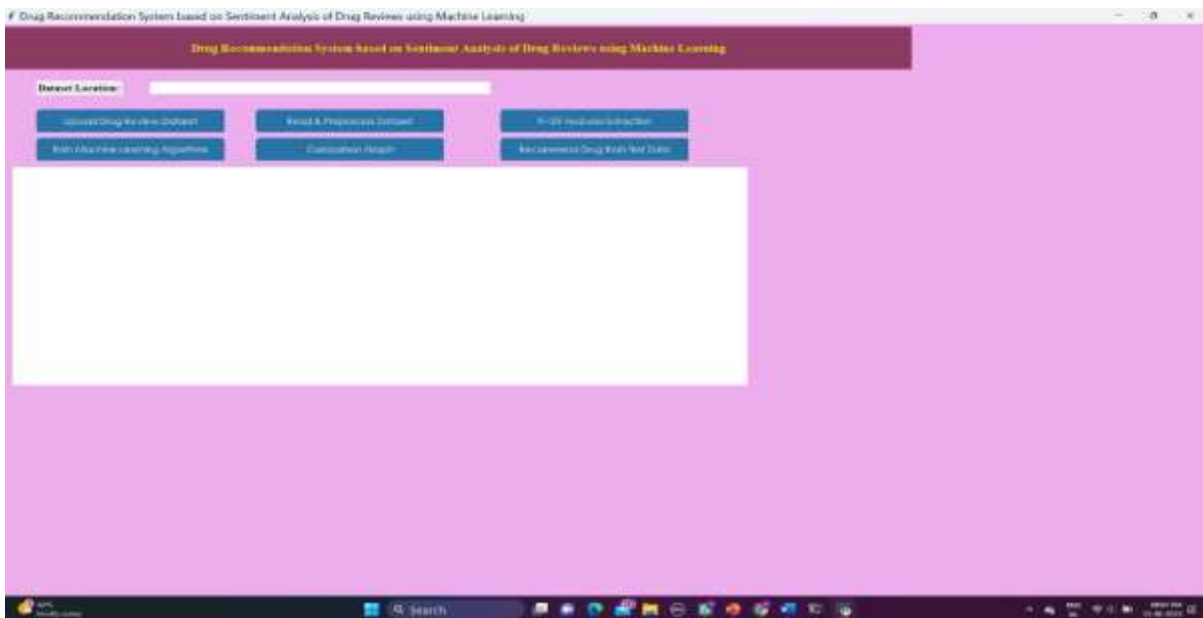 Drug Recommendation System based on Sentiment Analysis of Drug Reviews using Machine Learning
Drug Recommendation System based on Sentiment Analysis of Drug Reviews using Machine Learning
Dataset Location:
Upload Drug Review Dataset Read & Preprocess Dataset TF-IDF Features Extraction
Train Machine Learning Algorithms Comparison Graph Recommend Drug from Test Data
Search